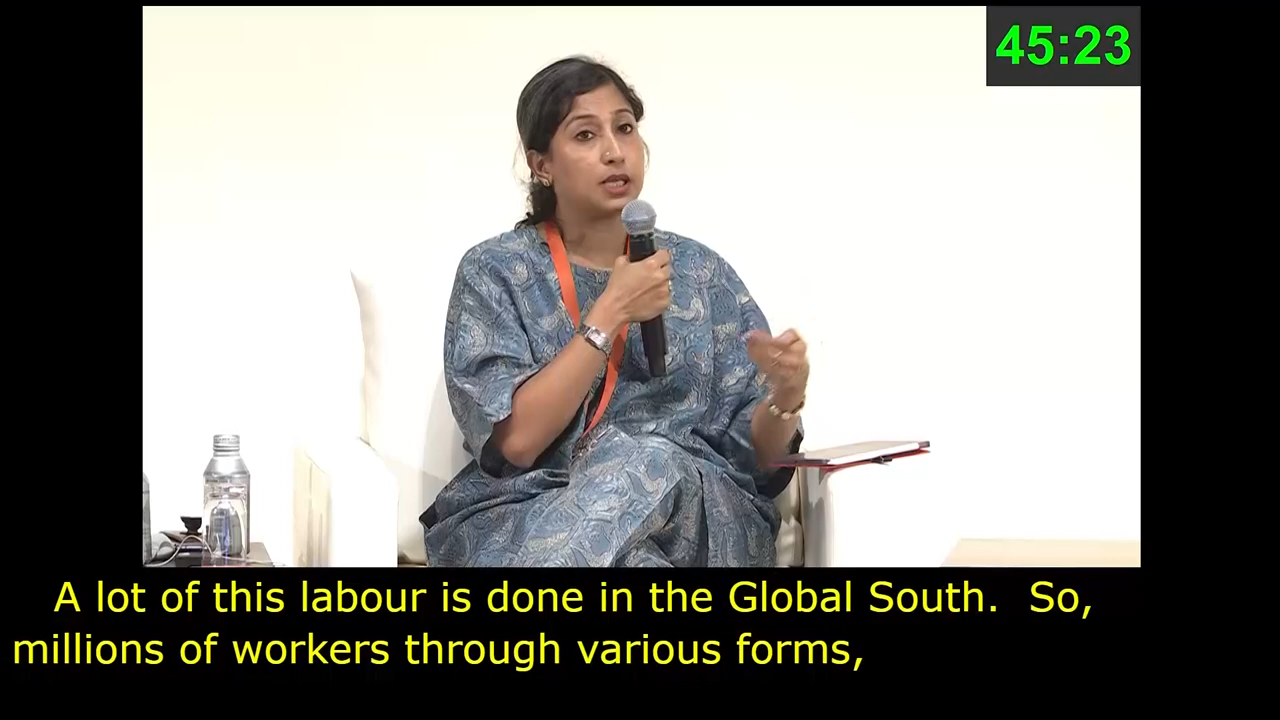 45:23
A lot of this labour is done in the Global South.  So,
millions of workers through various forms,